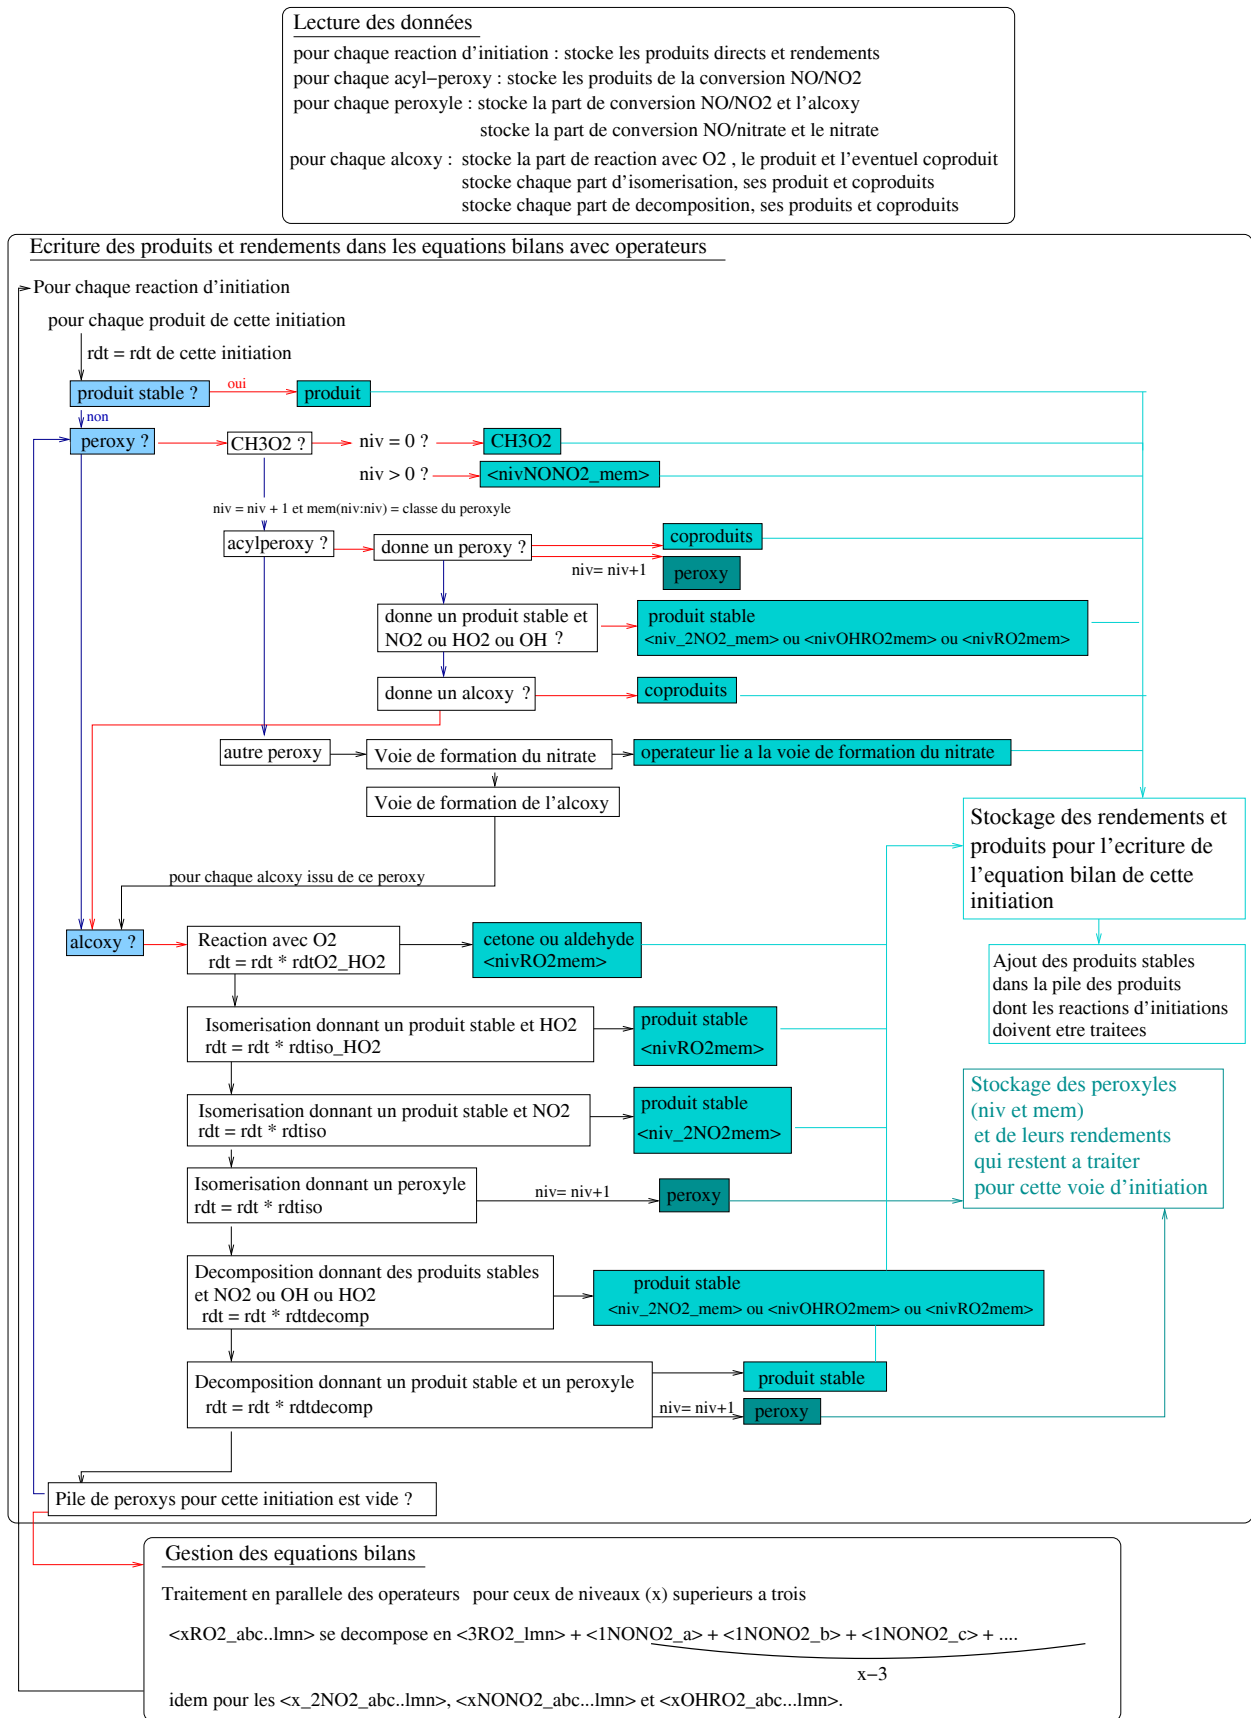 Lecture des données
pour chaque reaction d'initiation : stocke les produits directs et rendements
pour chaque acyl−peroxy : stocke les produits de la conversion NO/NO2
pour chaque peroxyle : stocke la part de conversion NO/NO2 et l'alcoxy
stocke la part de conversion NO/nitrate et le nitrate
pour chaque alcoxy : stocke la part de reaction avec O2 , le produit et l'eventuel coproduit
stocke chaque part d'isomerisation, ses produit et coproduits
stocke chaque part de decomposition, ses produits et coproduits
Ecriture des produits et rendements dans les equations bilans avec operateurs
Pour chaque reaction d'initiation
pour chaque produit de cette initiation
rdt = rdt de cette initiation
produit stable ?
oui
produit
non
peroxy ?
CH3O2 ?
niv = 0 ?
CH3O2
niv > 0 ?
<nivNONO2_mem>
niv = niv + 1 et mem(niv:niv) = classe du peroxyle
acylperoxy ?
donne un peroxy ?
coproduits
niv= niv+1
peroxy
donne un produit stable et
NO2 ou HO2 ou OH ?
produit stable
<niv_2NO2_mem> ou <nivOHRO2mem> ou <nivRO2mem>
donne un alcoxy ?
coproduits
autre peroxy
Voie de formation du nitrate
operateur lie a la voie de formation du nitrate
Voie de formation de l'alcoxy
Stockage des rendements et
produits pour l'ecriture de
l'equation bilan de cette
initiation
pour chaque alcoxy issu de ce peroxy
alcoxy ?
Reaction avec O2
rdt = rdt * rdtO2_HO2
cetone ou aldehyde
<nivRO2mem>
Ajout des produits stables
dans la pile des produits
dont les reactions d'initiations
doivent etre traitees
Isomerisation donnant un produit stable et HO2
rdt = rdt * rdtiso_HO2
produit stable
<nivRO2mem>
Isomerisation donnant un produit stable et NO2
rdt = rdt * rdtiso
produit stable
<niv_2NO2mem>
Stockage des peroxyles
(niv et mem)
et de leurs rendements
qui restent a traiter
pour cette voie d'initiation
Isomerisation donnant un peroxyle
rdt = rdt * rdtiso
niv= niv+1
peroxy
Decomposition donnant des produits stables
et NO2 ou OH ou HO2
rdt = rdt * rdtdecomp
produit stable
<niv_2NO2_mem> ou <nivOHRO2mem> ou <nivRO2mem>
Decomposition donnant un produit stable et un peroxyle
rdt = rdt * rdtdecomp
produit stable
niv= niv+1
peroxy
Pile de peroxys pour cette initiation est vide ?
Gestion des equations bilans
Traitement en parallele des operateurs pour ceux de niveaux (x) superieurs a trois
<xRO2_abc..lmn> se decompose en <3RO2_lmn> + <1NONO2_a> + <1NONO2_b> + <1NONO2_c> + ....
x−3
idem pour les <x_2NO2_abc..lmn>, <xNONO2_abc...lmn> et <xOHRO2_abc...lmn>.